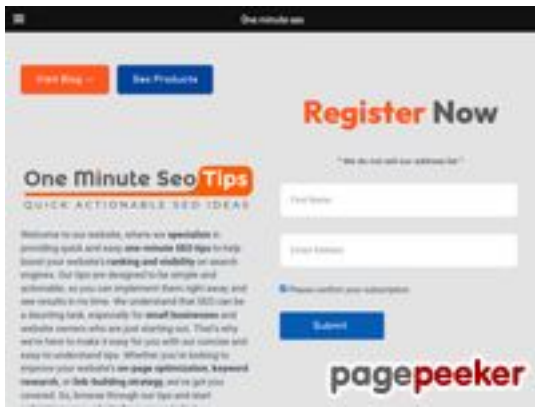 One minute seo
Visit Blog →
Seo Products
Register Now
" We do not sell our address list "
One Minute Seo Tips
QUICK ACTIONABLE SEO IDEAS
First Name
Email Address
Please confirm your subscription
Submit
Welcome to our website, where we specialize in
providing quick and easy one-minute SEO tips to help
boost your website's ranking and visibility on search
engines. Our tips are designed to be simple and
actionable, so you can implement them right away and
see results in no time. We understand that SEO can be
a daunting task, especially for small businesses and
website owners who are just starting out. That's why
we're here to make it easy for you with our concise and
easy-to-understand tips. Whether you're looking to
improve your website's on-page optimization, keyword
research, or link-building strategy, we've got you
covered. So, browse through our tips and start
pagepeeker